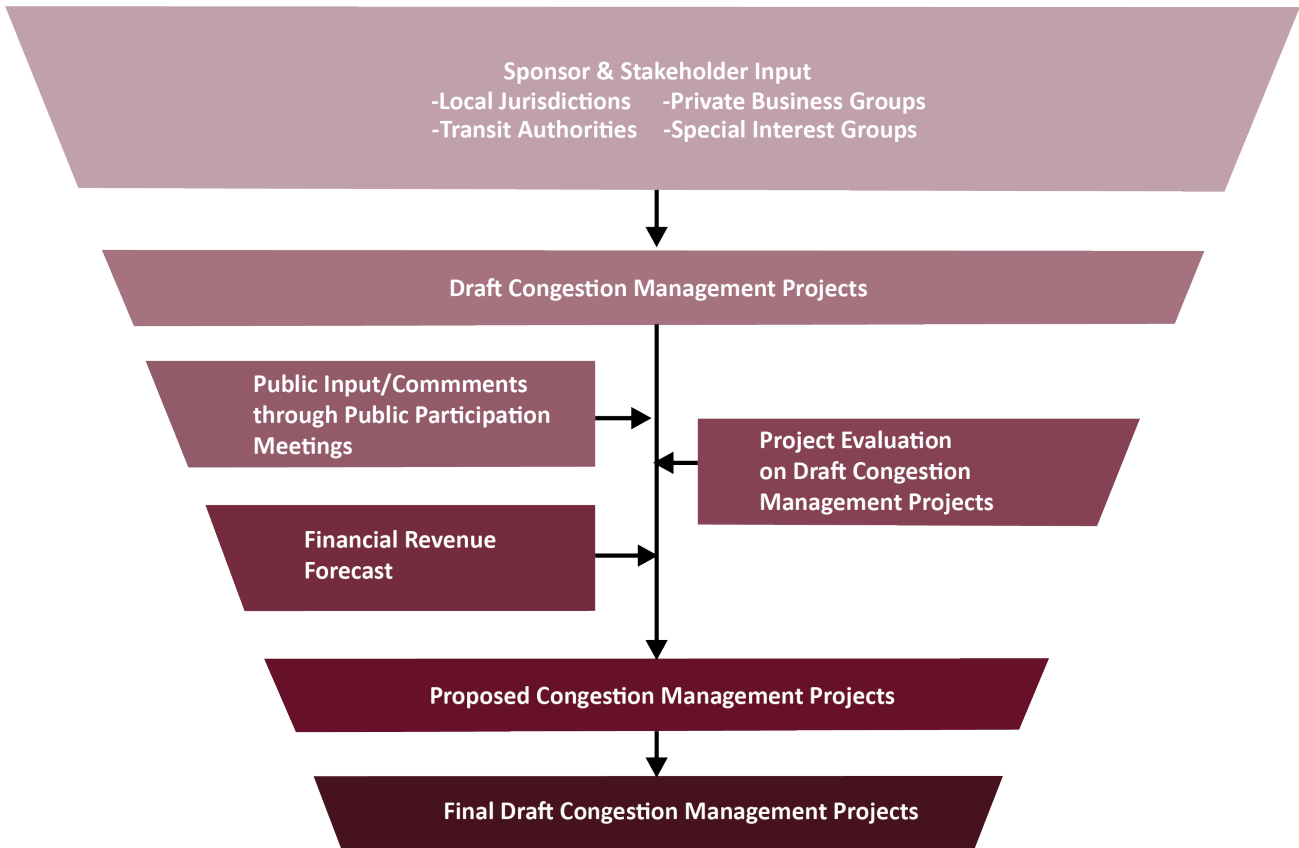 Sponsor & Stakeholder Input
-Local Jurisdictions -Private Business Groups
-Transit Authorities -Special Interest Groups
Draft Congestion Management Projects
Public Input/Commments
through Public Participation
Meetings
Project Evaluation
on Draft Congestion
Management Projects
Financial Revenue
Forecast
Proposed Congestion Management Projects
Final Draft Congestion Management Projects